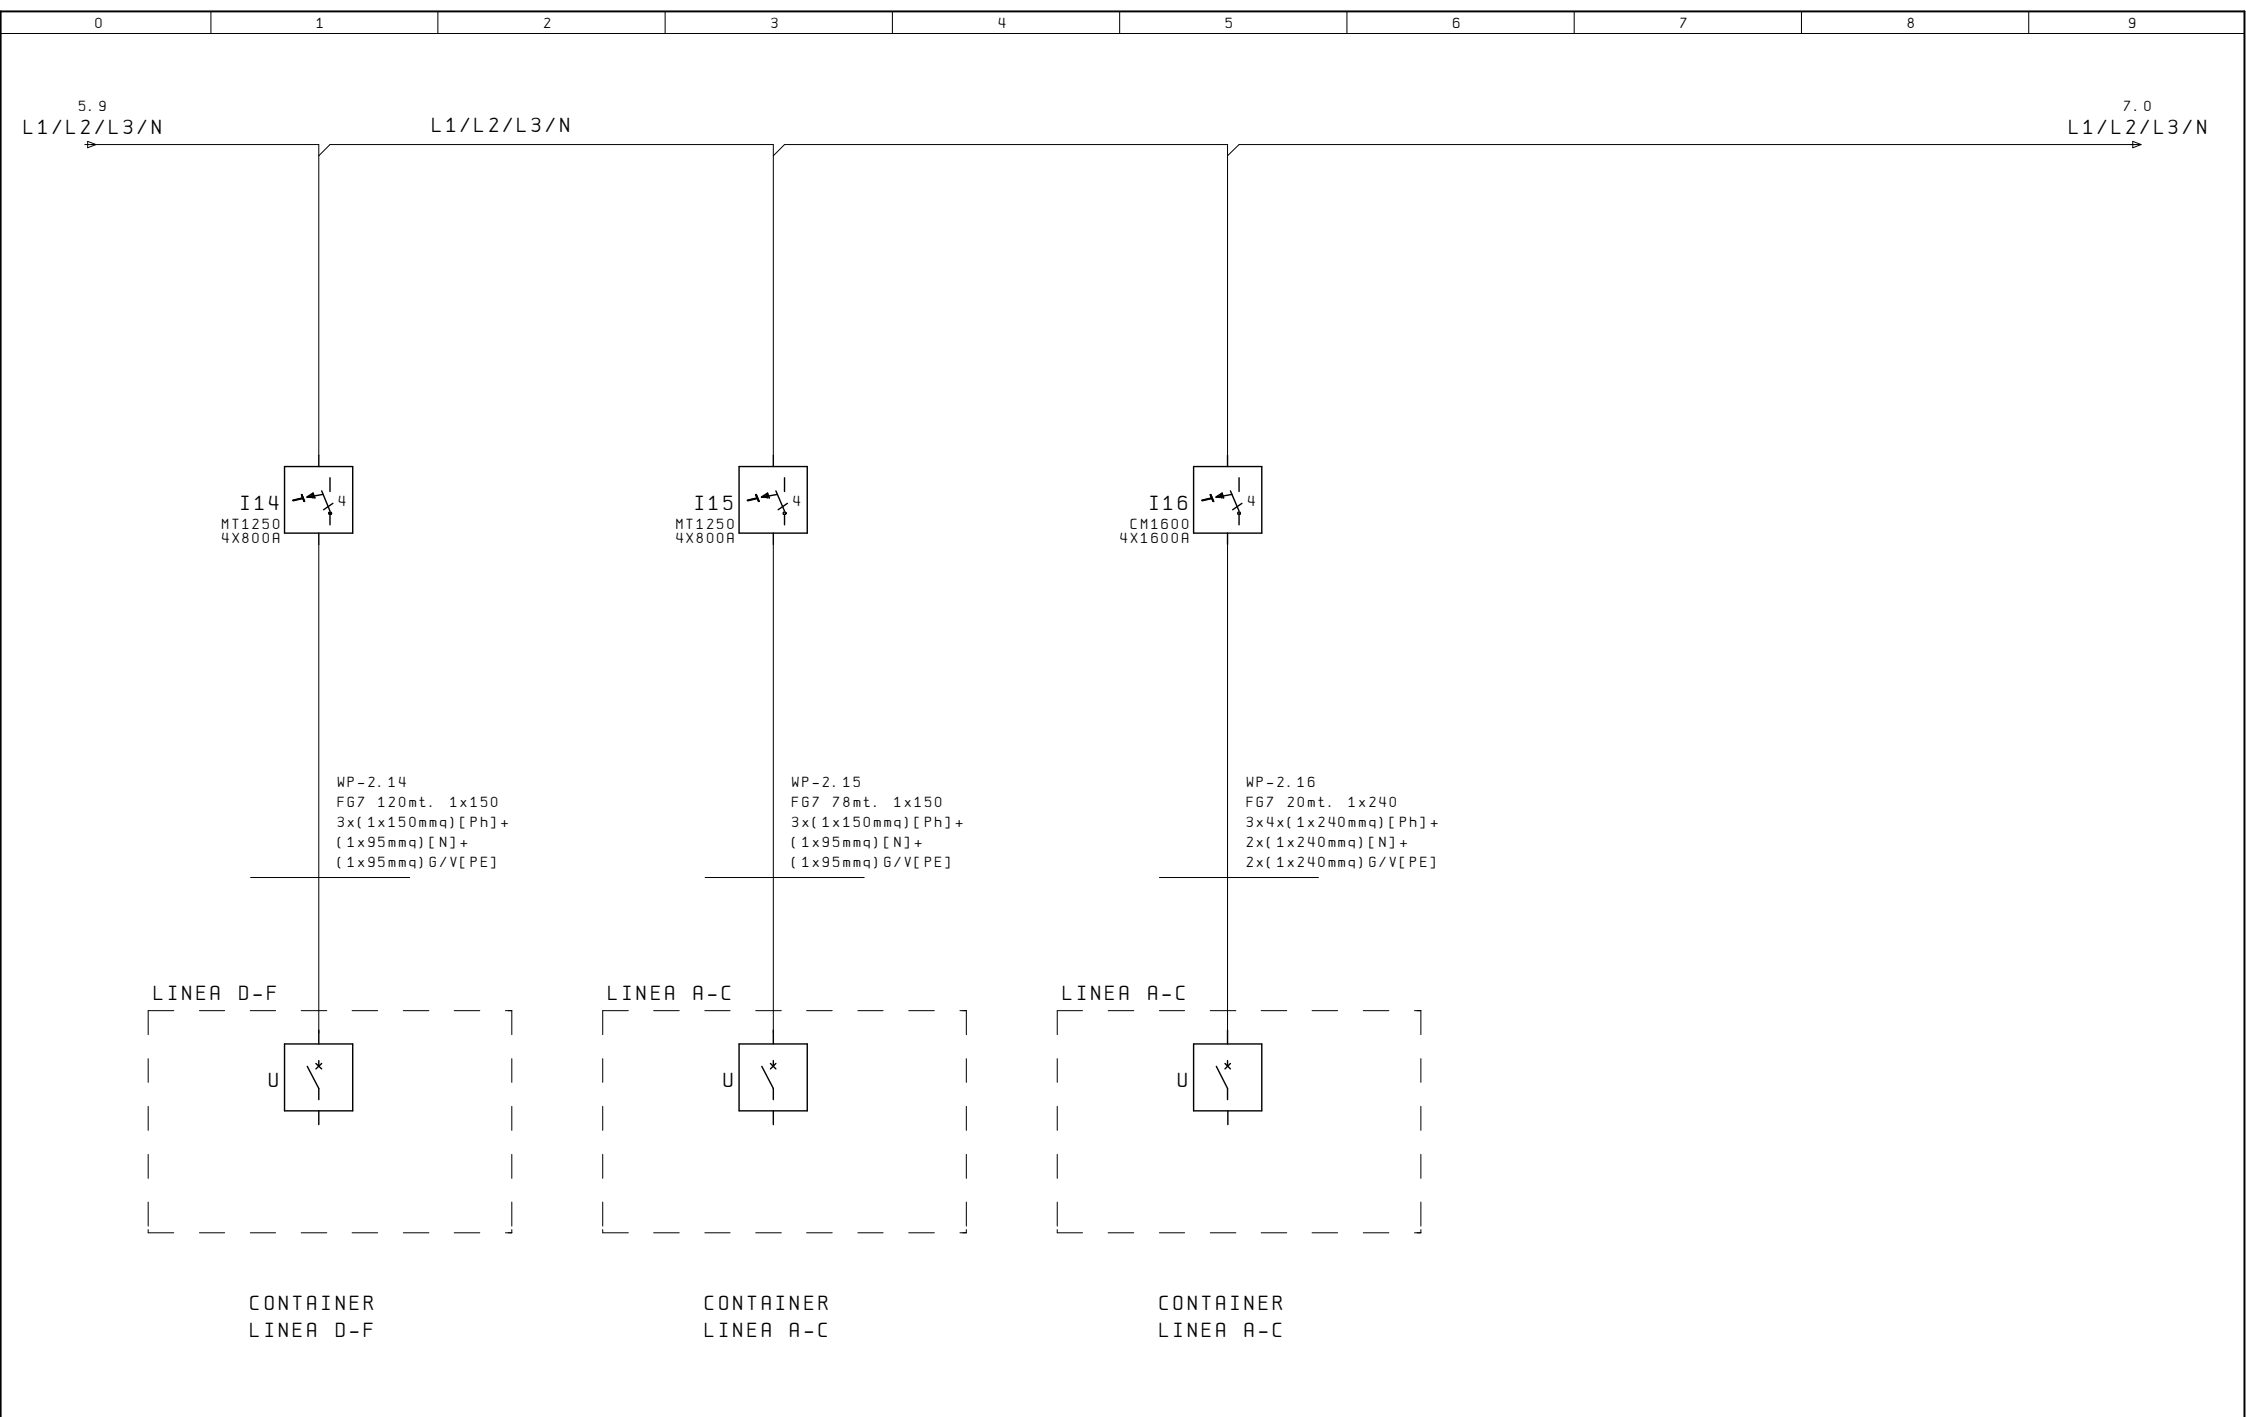 0 1 2 3 4 5 6 7 8 9
5.9
L1/L2/L3/N
L1/L2/L3/N
7.0
L1/L2/L3/N
I14
MT1250
4X800A
4
I15
MT1250
4X800A
4
I16
CM1600
4X1600A
4
WP-2.14
FG7 120mt. 1x150
3x(1x150mmq)[Ph]+
(1x95mmq)[N]+
(1x95mmq)G/V[PE]
WP-2.15
FG7 78mt. 1x150
3x(1x150mmq)[Ph]+
(1x95mmq)[N]+
(1x95mmq)G/V[PE]
WP-2.16
FG7 20mt. 1x240
3x4x(1x240mmq)[Ph]+
2x(1x240mmq)[N]+
2x(1x240mmq)G/V[PE]
LINEA D-F
U
LINEA A-C
U
LINEA A-C
U
CONTAINER
LINEA D-F
CONTAINER
LINEA A-C
CONTAINER
LINEA A-C